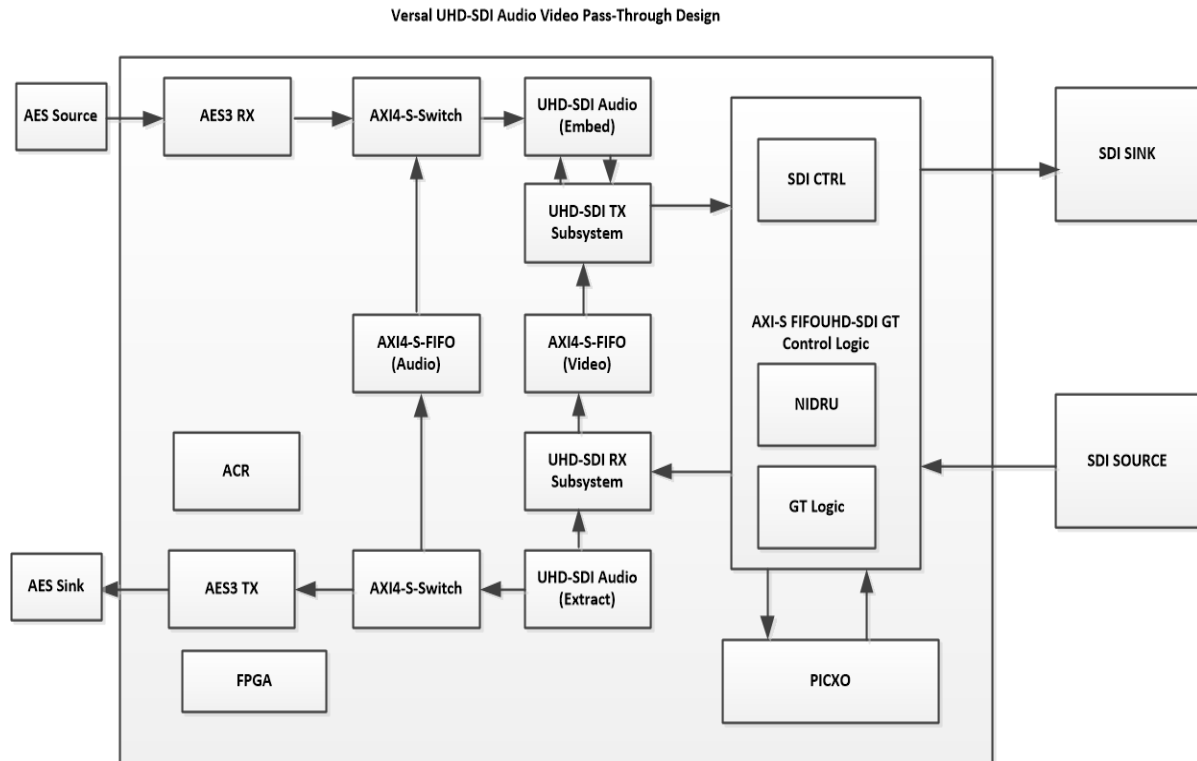 Versal UHD-SDI Audio Video Pass-Through Design
AES Source
AES3 RX
AXI4-S-Switch
UHD-SDI Audio
(Embed)
SDI CTRL
SDI SINK
UHD-SDI TX
Subsystem
AXI4-S-FIFO
(Audio)
AXI4-S-FIFO
(Video)
AXI-S FIFOUHD-SDI GT
Control Logic
NIDRU
ACR
UHD-SDI RX
Subsystem
SDI SOURCE
GT Logic
AES Sink
AES3 TX
AXI4-S-Switch
UHD-SDI Audio
(Extract)
FPGA
PICXO